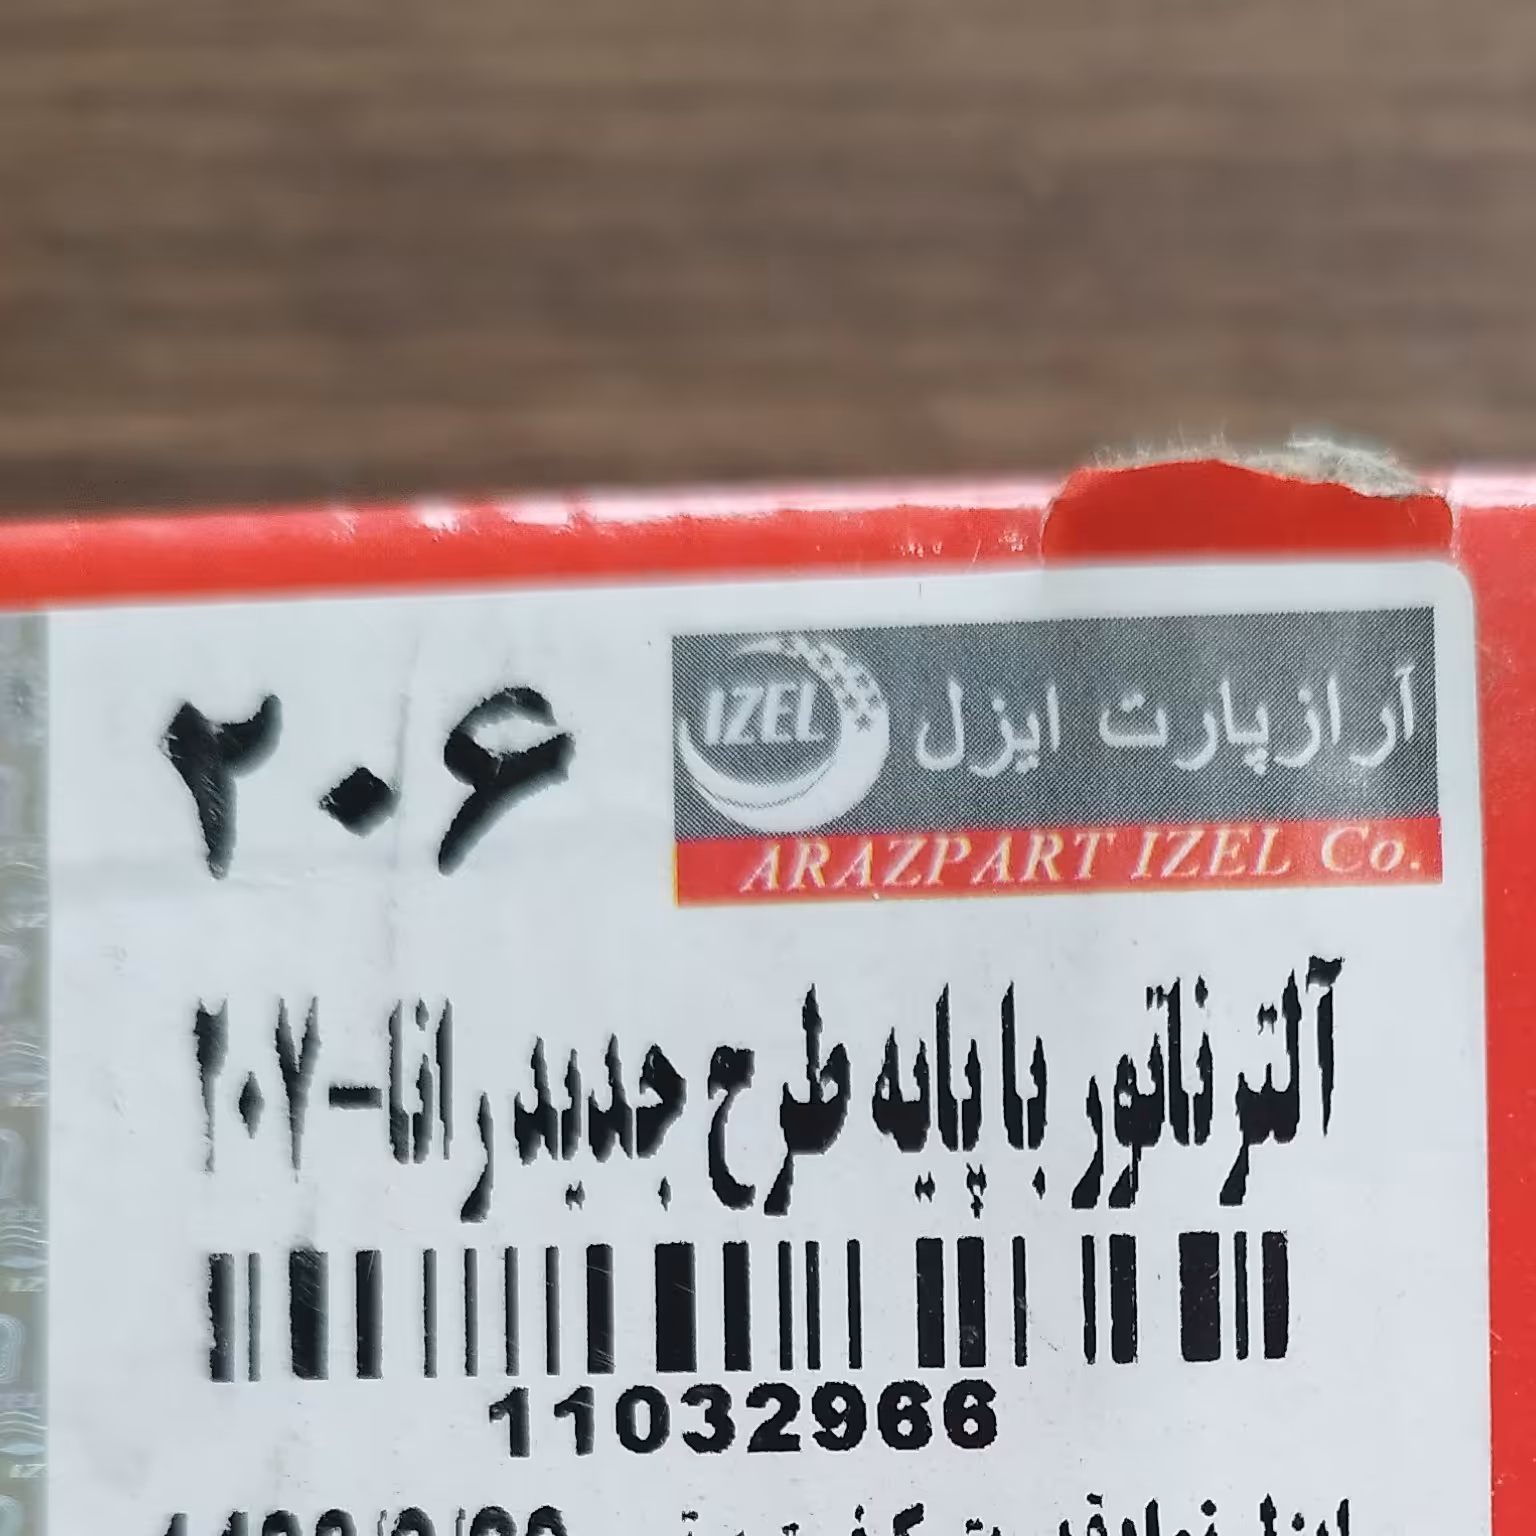 ۲۰۶
IZEL
آرازپارت ایزل
ARAZPART IZEL Co.
آلترناتور با پایه طرح جدید رانا-۲۰۷
11032966